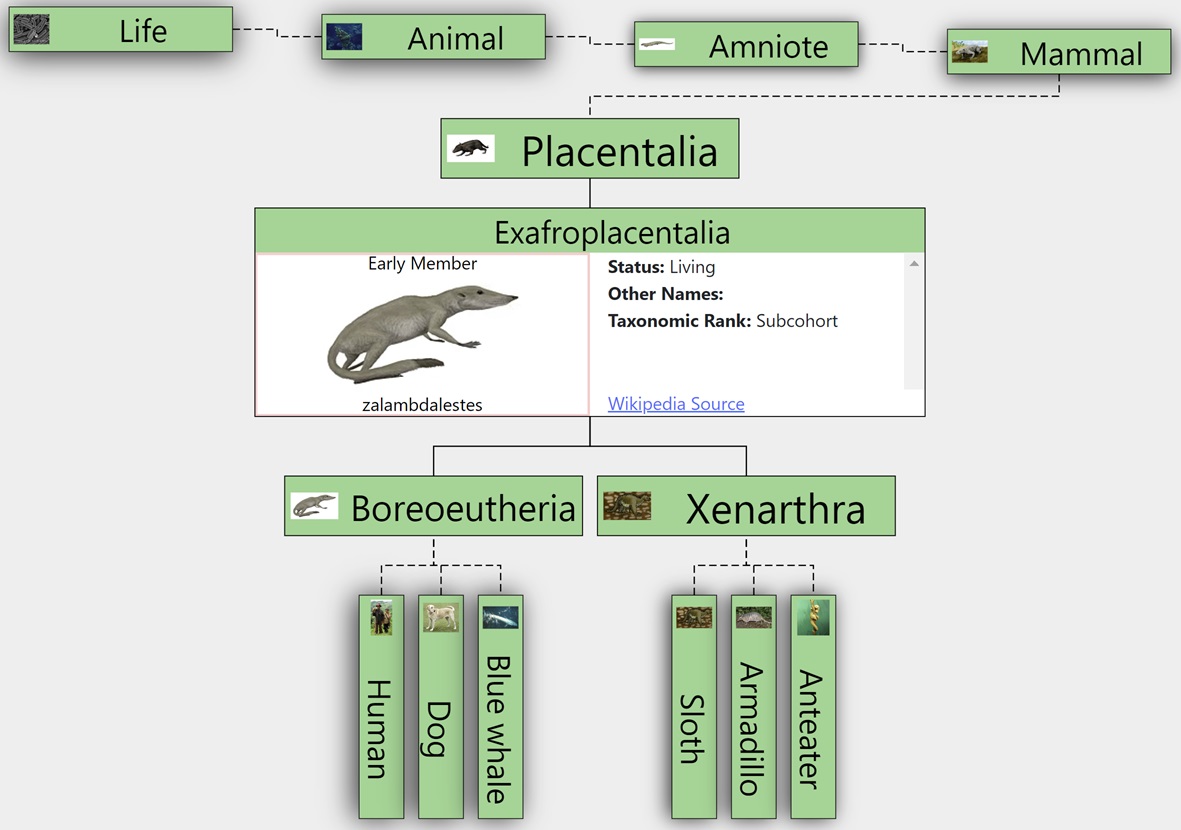 Life
Animal
Amniote
Mammal
Placentalia
Exafroplacentalia
Early Member
zalambdalestes
Status: Living
Other Names:
Taxonomic Rank: Subcohort
Wikipedia Source
Boreoeutheria
Xenarthra
Human
Dog
Blue whale
Sloth
Armadillo
Anteater